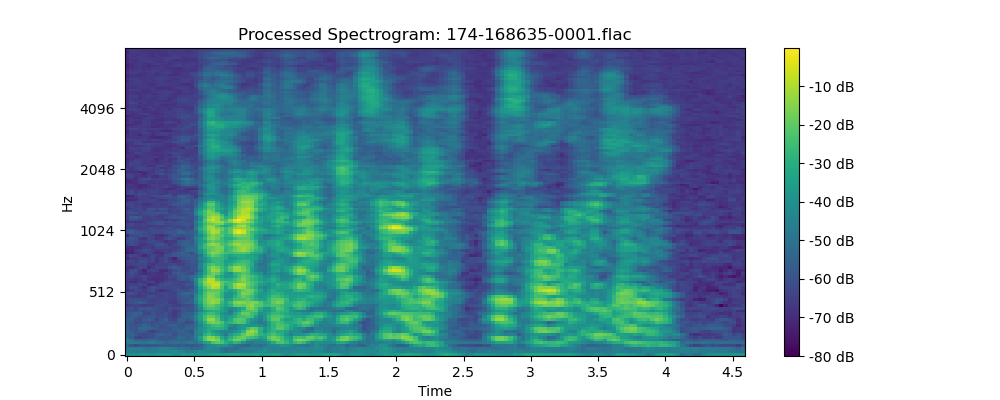 Processed Spectrogram: 174-168635-0001.flac
Hz
4096
2048
1024
512
0
0 0.5 1 1.5 2 2.5 3 3.5 4 4.5
Time
-10 dB
-20 dB
-30 dB
-40 dB
-50 dB
-60 dB
-70 dB
-80 dB